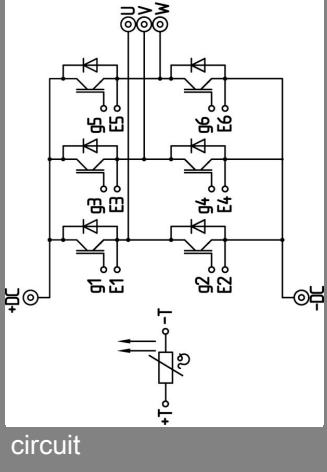 U V W
g5 E5 g6 E6
g3 E3 g4 E4
g1 E1 g2 E2
+DC -DC
-T
ϑ
+T
circuit